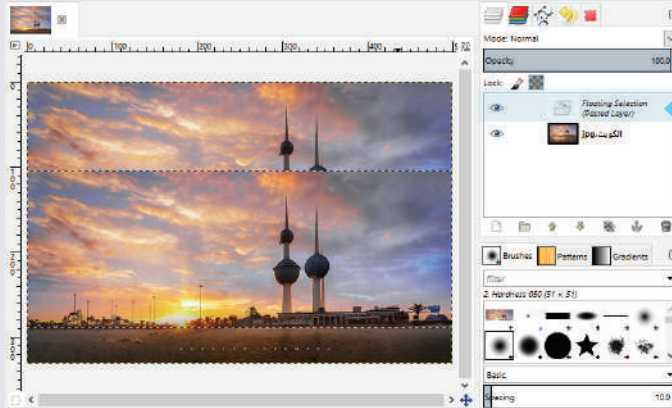 0 100 200 300 400
Mode: Normal
Opacity 100.0
Lock:
Floating Selection
(Pasted Layer)
الكويت.jpg
Brushes Patterns Gradients
filter
2. Hardness 050 (51 × 51)
Basic,
Spacing 10.0